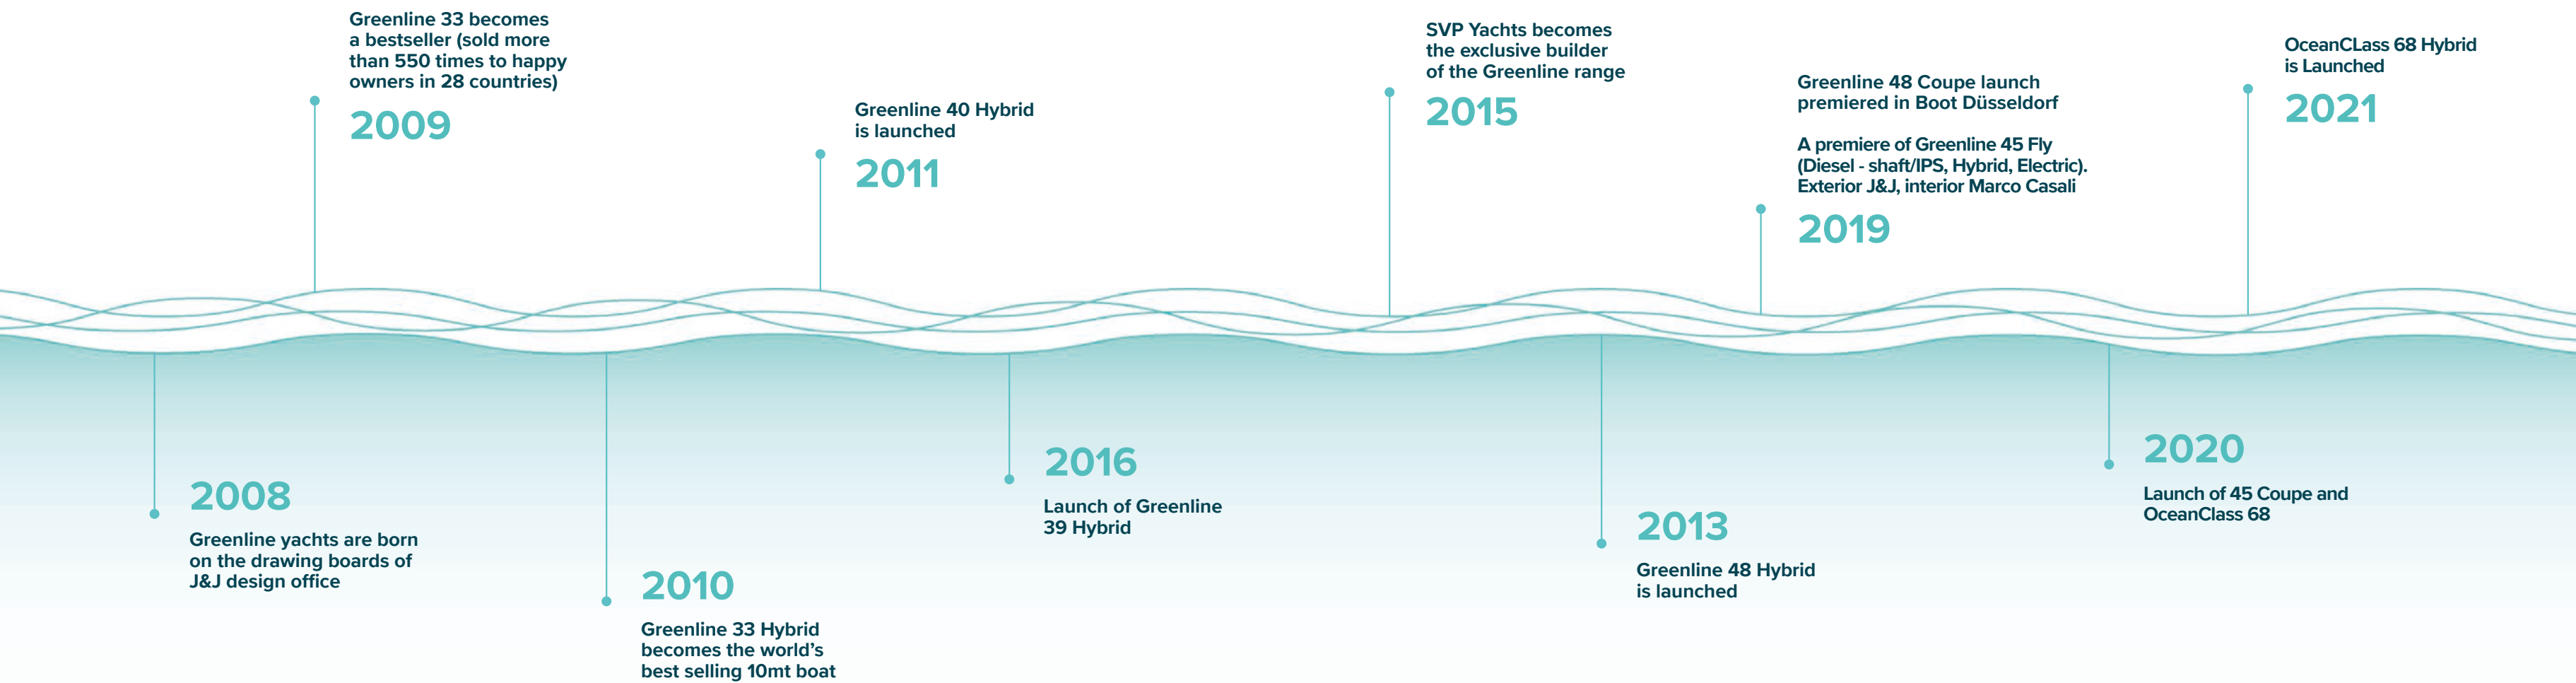 Greenline 33 becomes
a bestseller (sold more
than 550 times to happy
owners in 28 countries)
2009
Greenline 40 Hybrid
is launched
2011
SVP Yachts becomes
the exclusive builder
of the Greenline range
2015
Greenline 48 Coupe launch
premiered in Boot Düsseldorf
A premiere of Greenline 45 Fly
(Diesel - shaft/IPS, Hybrid, Electric).
Exterior J&J, interior Marco Casali
2019
OceanCLass 68 Hybrid
is Launched
2021
2008
Greenline yachts are born
on the drawing boards of
J&J design office
2010
Greenline 33 Hybrid
becomes the world’s
best selling 10mt boat
2016
Launch of Greenline
39 Hybrid
2013
Greenline 48 Hybrid
is launched
2020
Launch of 45 Coupe and
OceanClass 68